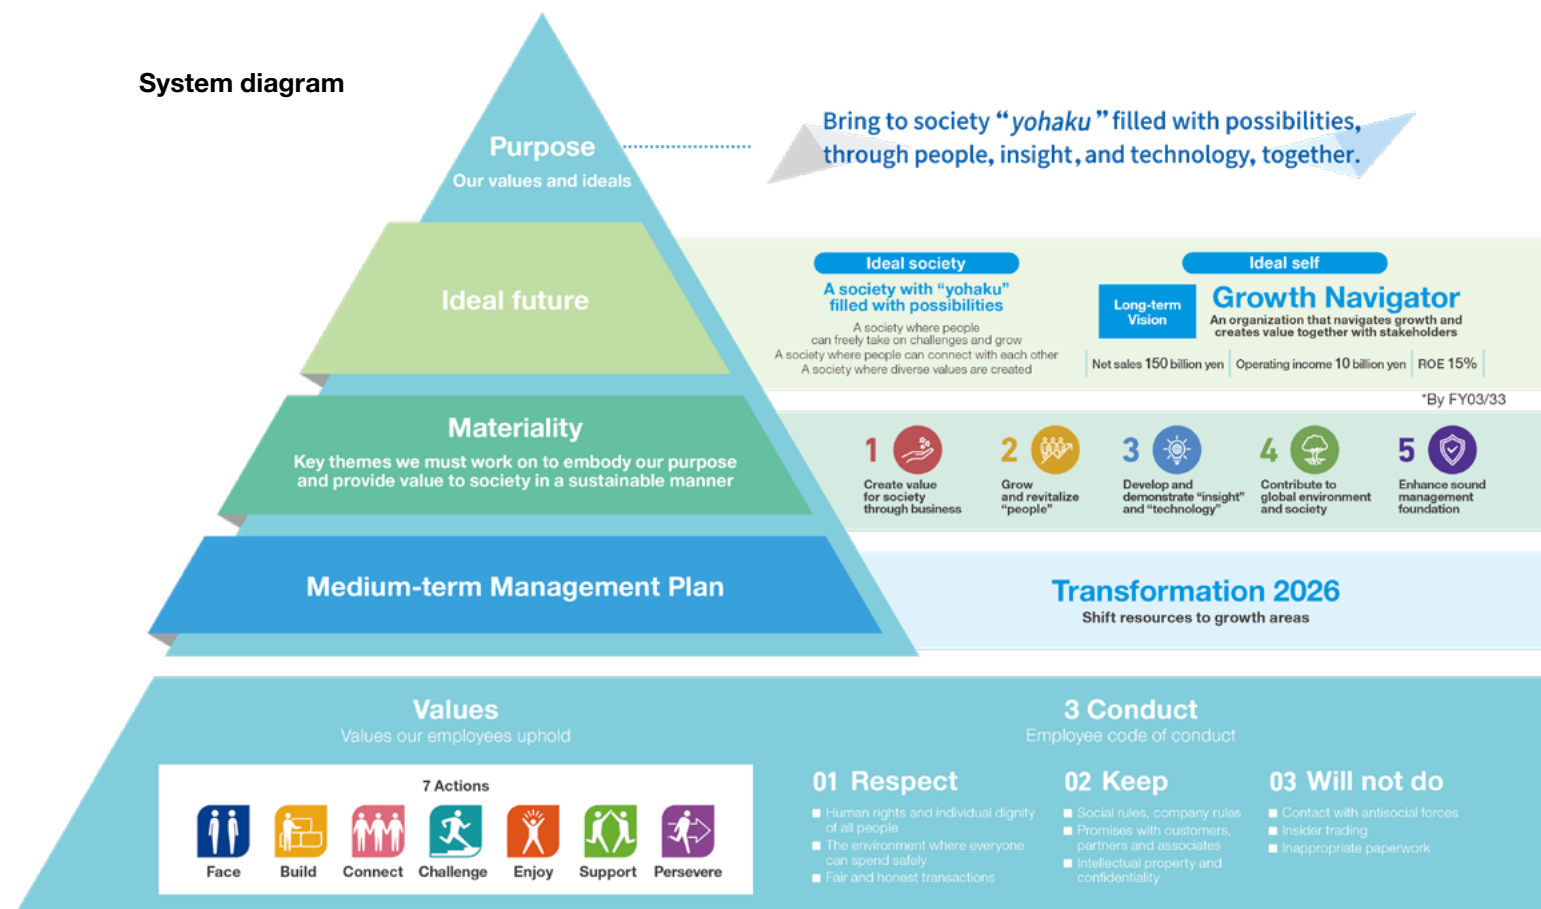 System diagram
Purpose
Our values and ideals
Bring to society “yohaku” filled with possibilities,
through people, insight, and technology, together.
Ideal future
Ideal society
A society with “yohaku”
filled with possibilities
A society where people
can freely take on challenges and grow
A society where people can connect with each other
A society where diverse values are created
Ideal self
Long-term
Vision
Growth Navigator
An organization that navigates growth and
creates value together with stakeholders
Net sales 150 billion yen
Operating income 10 billion yen
ROE 15%
*By FY03/33
Materiality
Key themes we must work on to embody our purpose
and provide value to society in a sustainable manner
1
Create value
for society
through business
2
Grow
and revitalize
“people”
3
Develop and
demonstrate “insight”
and “technology”
4
Contribute to
global environment
and society
5
Enhance sound
management
foundation
Medium-term Management Plan
Transformation 2026
Shift resources to growth areas
Values
Values our employees uphold
7 Actions
Face
Build
Connect
Challenge
Enjoy
Support
Persevere
3 Conduct
Employee code of conduct
01 Respect
■ Human rights and individual dignity
of all people
■ The environment where everyone
can spend safely
■ Fair and honest transactions
02 Keep
■ Social rules, company rules
■ Promises with customers,
partners and associates
■ Intellectual property and
confidentiality
03 Will not do
■ Contact with antisocial forces
■ Insider trading
■ Inappropriate paperwork